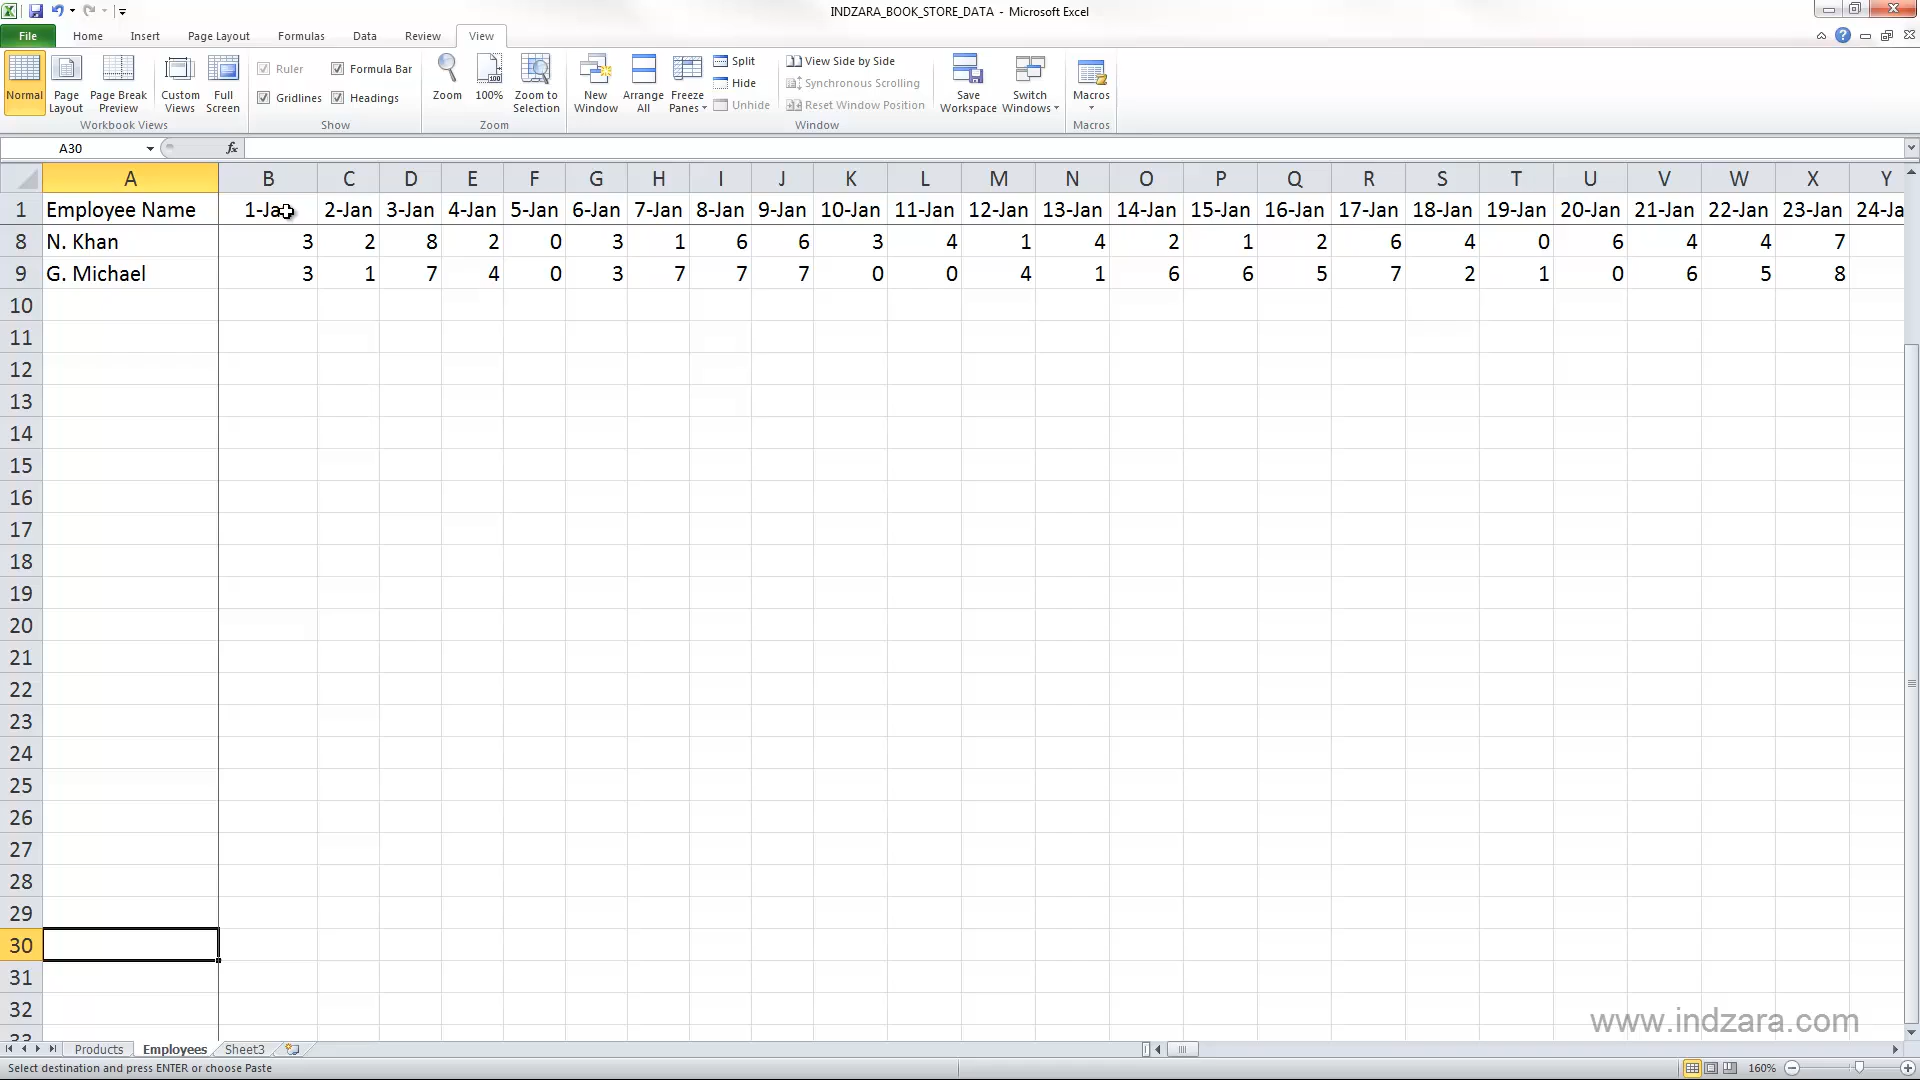 INDZARA_BOOK_STORE_DATA - Microsoft Excel
File Home Insert Page Layout Formulas Data Review View
Normal Page Layout Page Break Preview Custom Views Full Screen
Workbook Views
Ruler Formula Bar
Gridlines Headings
Show
Zoom 100% Zoom to Selection
Zoom
New Window Arrange All Freeze Panes
Split Hide Unhide
View Side by Side
Synchronous Scrolling
Reset Window Position
Window
Save Workspace Switch Windows
Macros
Macros
A30 fx
A B C D E F G H I J K L M N O P Q R S T U V W X Y
1 Employee Name 2-Jan 3-Jan 4-Jan 5-Jan 6-Jan 7-Jan 8-Jan 9-Jan 10-Jan 11-Jan 12-Jan 13-Jan 14-Jan 15-Jan 16-Jan 17-Jan 18-Jan 19-Jan 20-Jan 21-Jan 22-Jan 23-Jan 24-Ja
8 N. Khan 3 2 8 2 0 3 1 6 6 3 4 1 4 2 1 2 6 4 0 6 4 4 7
9 G. Michael 3 1 7 4 0 3 7 7 7 0 0 4 1 6 6 5 7 2 1 0 6 5 8
10
11
12
13
14
15
16
17
18
19
20
21
22
23
24
25
26
27
28
29
30
31
32
33
www.indzara.com
Products Employees Sheet3
Select destination and press ENTER or choose Paste 160%